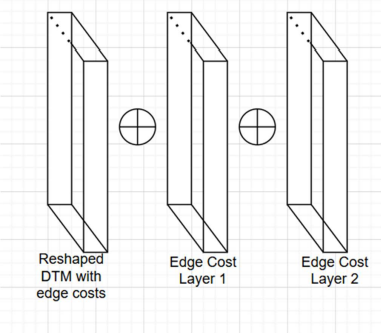 Reshaped
DTM with
edge costs
Edge Cost
Layer 1
Edge Cost
Layer 2